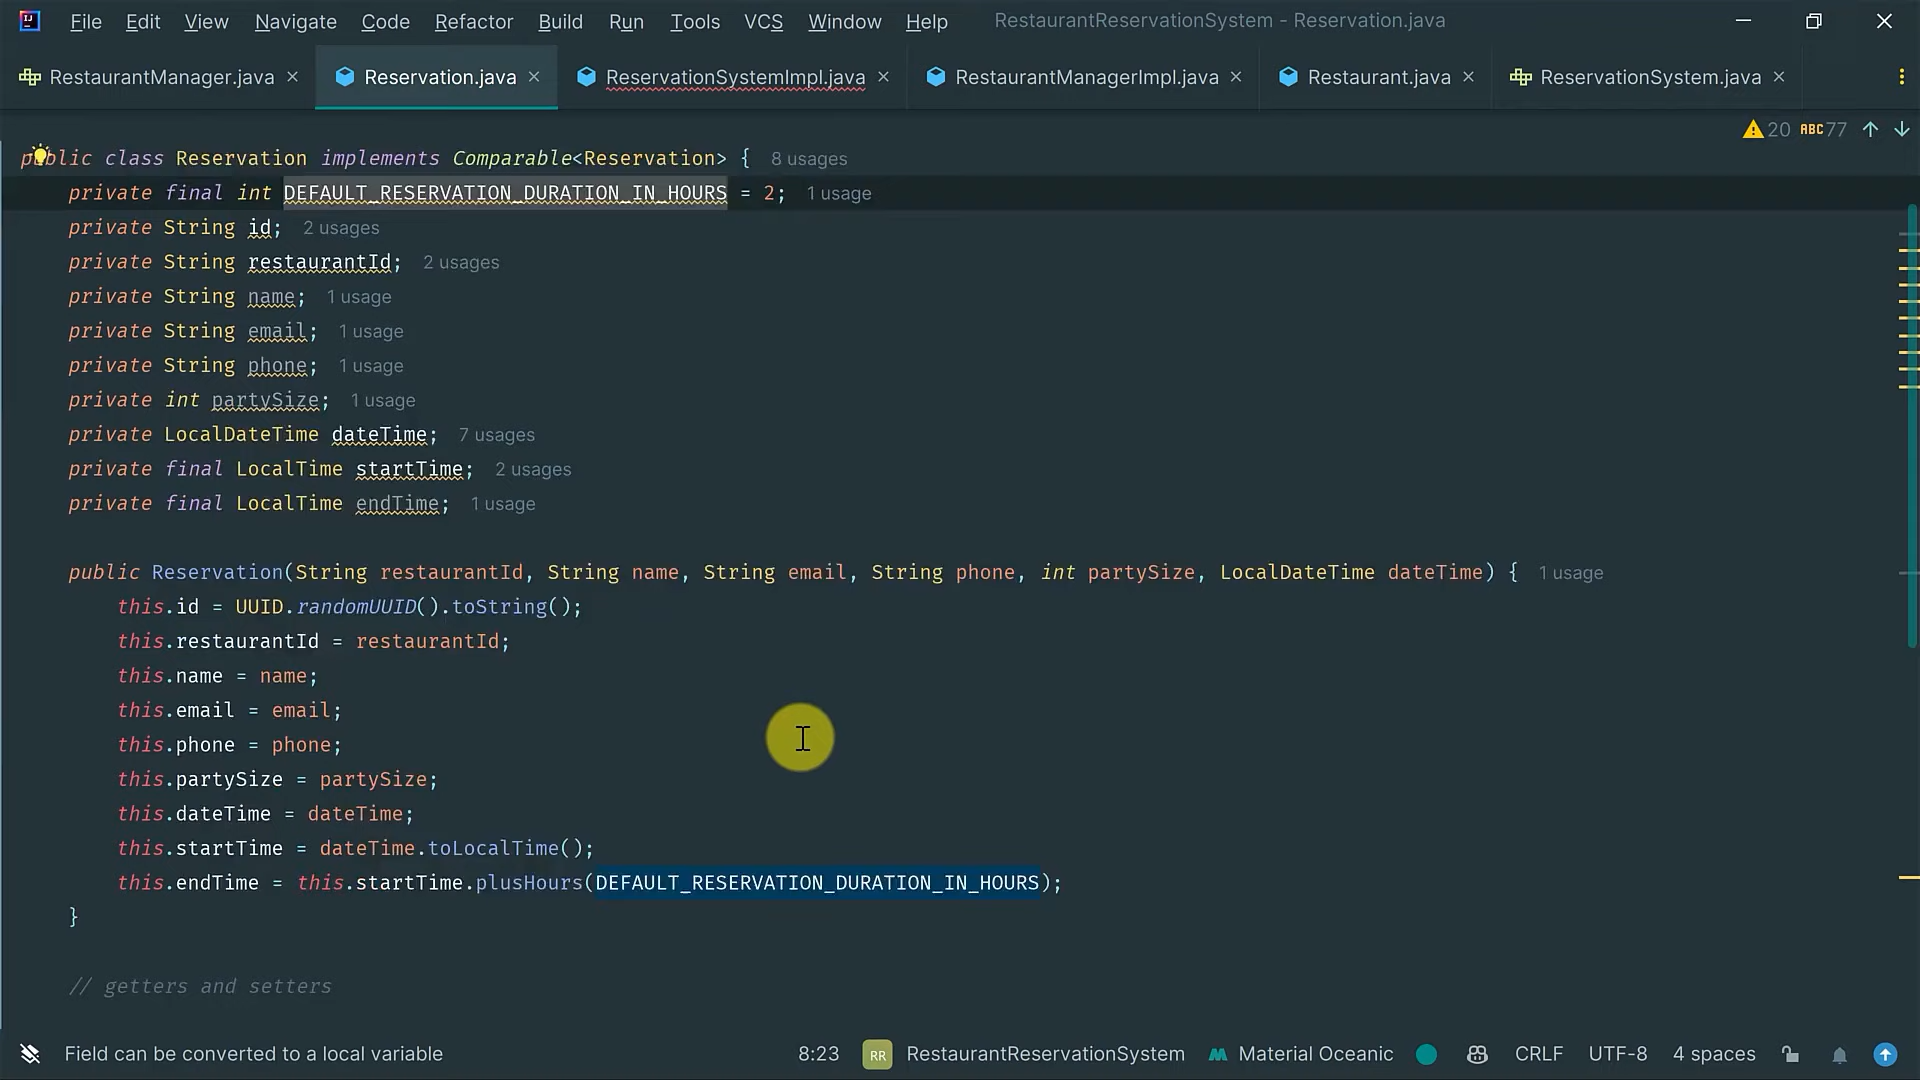 File Edit View Navigate Code Refactor Build Run Tools VCS Window Help RestaurantReservationSystem - Reservation.java
RestaurantManager.java Reservation.java ReservationSystemImpl.java RestaurantManagerImpl.java Restaurant.java ReservationSystem.java
20 ABC 77
public class Reservation implements Comparable<Reservation> { 8 usages
private final int DEFAULT_RESERVATION_DURATION_IN_HOURS = 2; 1 usage
private String id; 2 usages
private String restaurantId; 2 usages
private String name; 1 usage
private String email; 1 usage
private String phone; 1 usage
private int partySize; 1 usage
private LocalDateTime dateTime; 7 usages
private final LocalTime startTime; 2 usages
private final LocalTime endTime; 1 usage
public Reservation(String restaurantId, String name, String email, String phone, int partySize, LocalDateTime dateTime) { 1 usage
this.id = UUID.randomUUID().toString();
this.restaurantId = restaurantId;
this.name = name;
this.email = email;
this.phone = phone;
this.partySize = partySize;
this.dateTime = dateTime;
this.startTime = dateTime.toLocalTime();
this.endTime = this.startTime.plusHours(DEFAULT_RESERVATION_DURATION_IN_HOURS);
}
// getters and setters
Field can be converted to a local variable 8:23 RR RestaurantReservationSystem Material Oceanic CRLF UTF-8 4 spaces